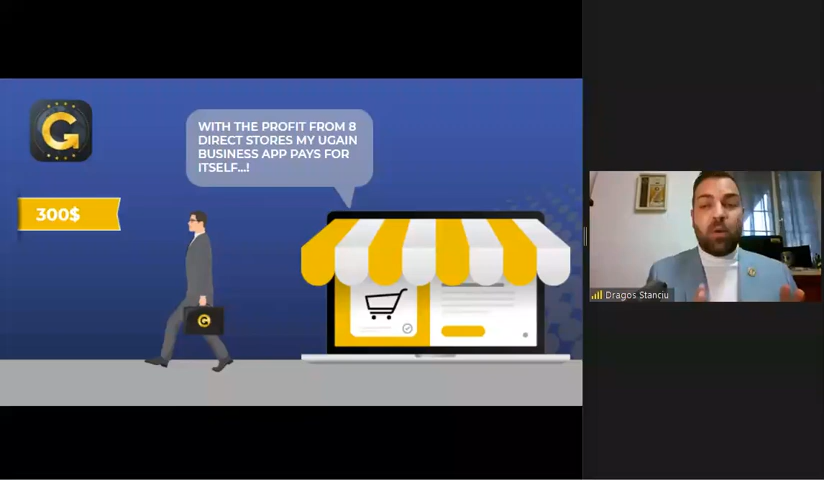 G
WITH THE PROFIT FROM 8
DIRECT STORES MY UGAIN
BUSINESS APP PAYS FOR
ITSELF...!
300$
G
Dragos Stanciu